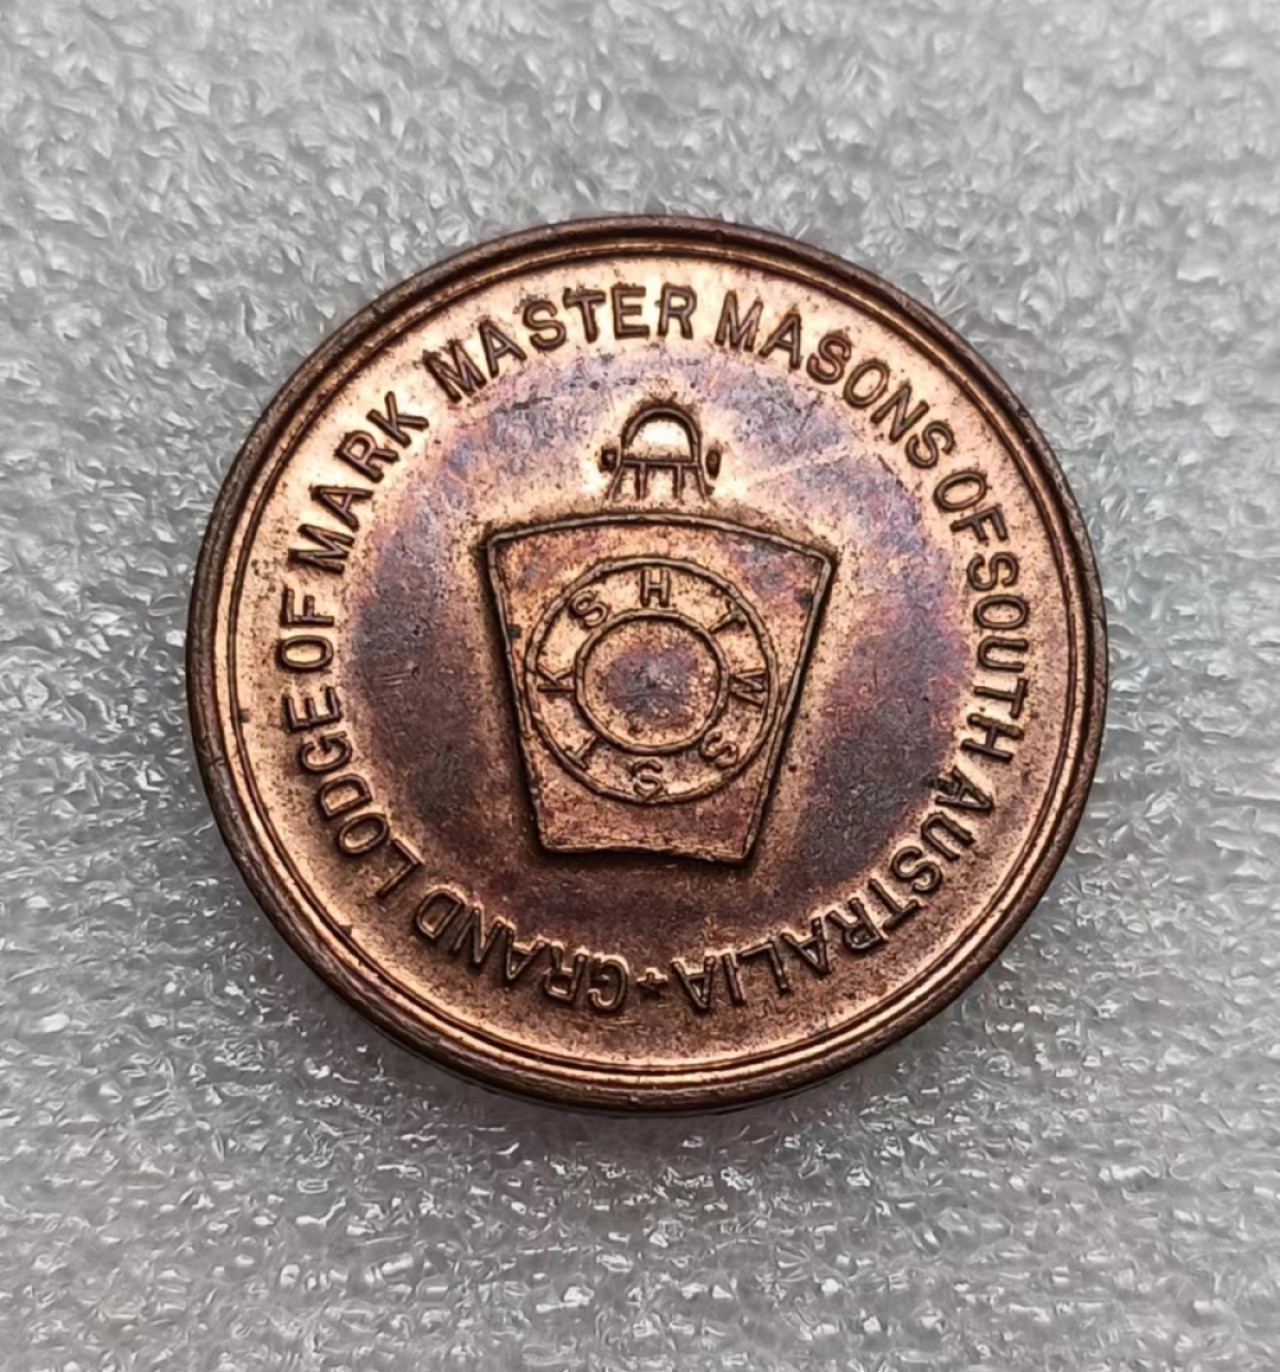 GRAND LODGE OF MARK MASTER MASONS OF SOUTH AUSTRALIA
H T W S S T K S